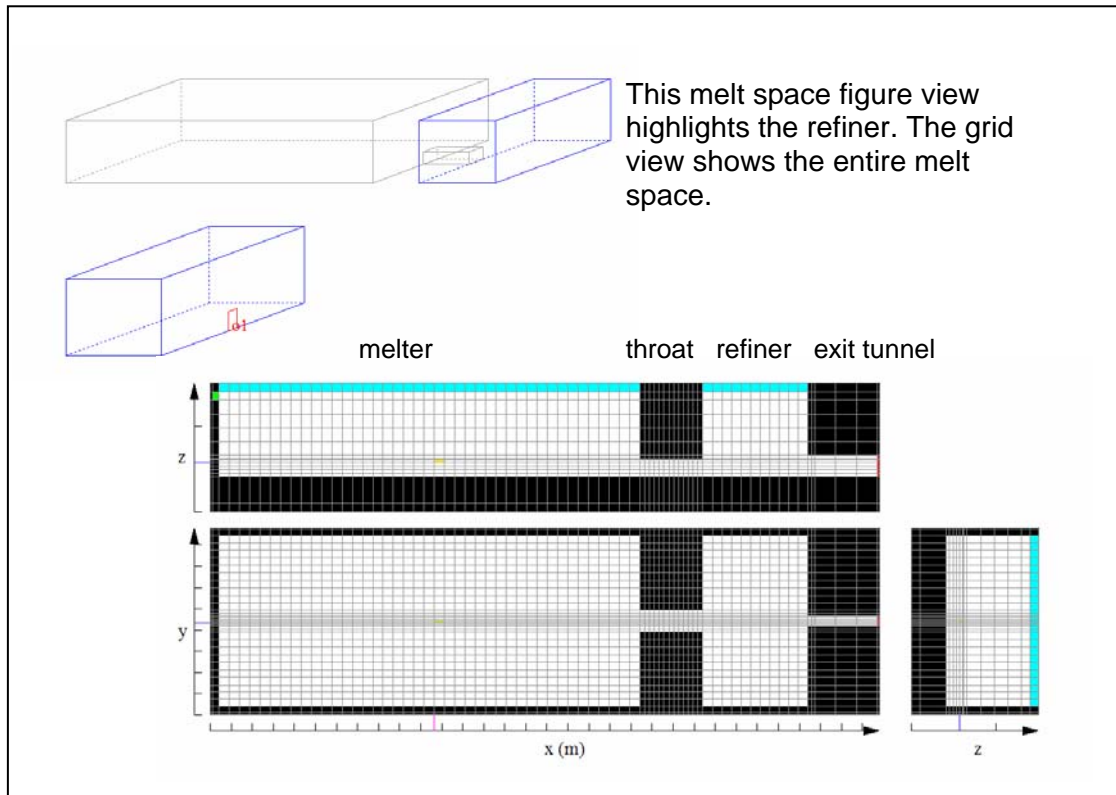 This melt space figure view
highlights the refiner. The grid
view shows the entire melt
space.
o1
melter throat refiner exit tunnel
z
y
x (m)
z